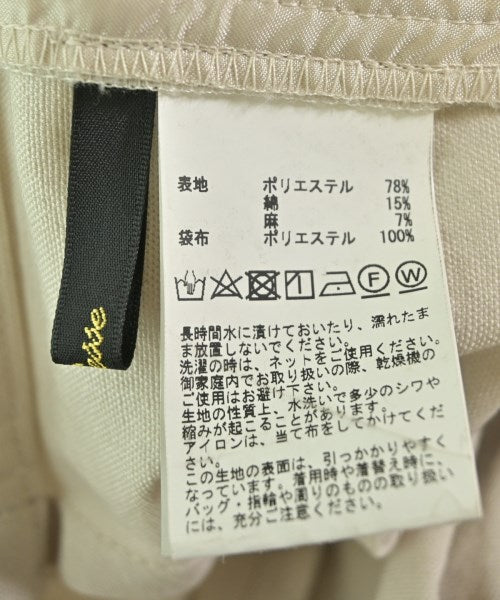 表地 ポリエステル 78%
綿 15%
麻 7%
袋布 ポリエステル 100%
F W
長時間水に漬けておいたり、濡れたま
ま放置しないでください。
洗濯の時は、ネットをご使用ください。
御家庭内でお取り扱いの際、乾燥機の
ご使用はお避け下さい。
生地の性質上、水洗いで多少のシワや
縮みが起こることがあります。
アイロンは、当て布をしてかけてくだ
さい。
この生地の表面は、引っかかりやすく
なっています。着用時や着替え時に、
バッグ・指輪や周りのものの取り扱い
には、充分ご注意ください。